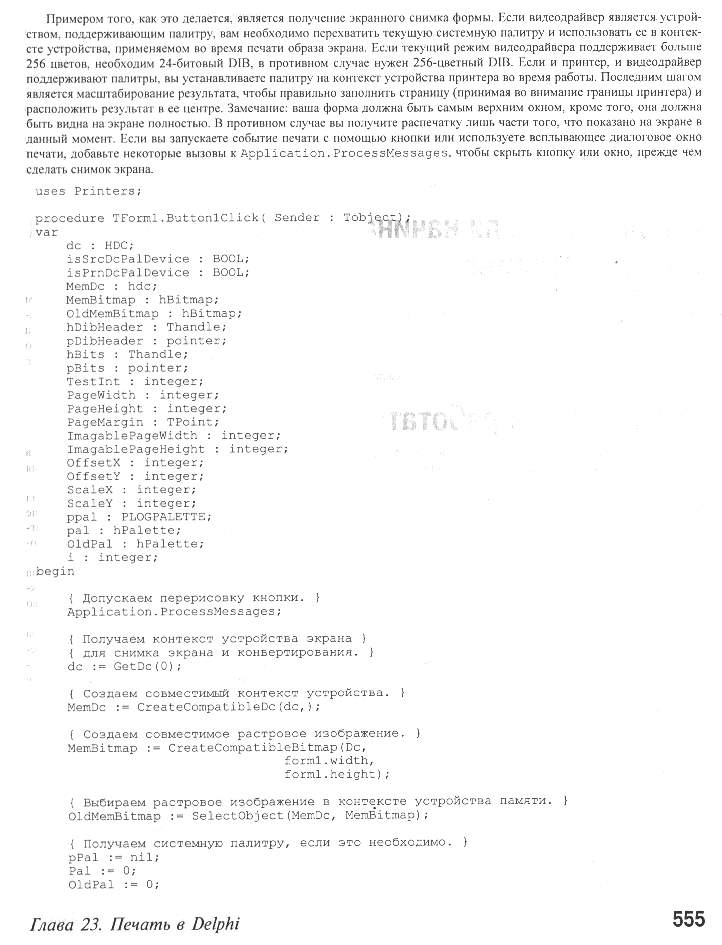 Примером того, как это делается, является получение экранного снимка формы. Если видеодрайвер является устрой-
ством, поддерживающим палитру, вам необходимо перехватить текущую системную палитру и использовать ее в контек-
сте устройства, применяемом во время печати образа экрана. Если текущий режим видеодрайвера поддерживает больше
256 цветов, необходим 24-битовый DIB, в противном случае нужен 256-цветный DIB. Если и принтер, и видеодрайвер
поддерживают палитры, вы устанавливаете палитру на контекст устройства принтера во время работы. Последним шагом
является масштабирование результата, чтобы правильно заполнить страницу (принимая во внимание границы принтера) и
расположить результат в ее центре. Замечание: ваша форма должна быть самым верхним окном, кроме того, она должна
быть видна на экране полностью. В противном случае вы получите распечатку лишь части того, что показано на экране в
данный момент. Если вы запускаете событие печати с помощью кнопки или используете всплывающее диалоговое окно
печати, добавьте некоторые вызовы к Application.ProcessMessages, чтобы скрыть кнопку или окно, прежде чем
сделать снимок экрана.
uses Printers;
procedure TForm1.Button1Click( Sender : Tobject);
var
dc : HDC;
isSrcDcPalDevice : BOOL;
isPrnDcPalDevice : BOOL;
MemDc : hdc;
MemBitmap : hBitmap;
OldMemBitmap : hBitmap;
hDibHeader : Thandle;
pDibHeader : pointer;
hBits : Thandle;
pBits : pointer;
TestInt : integer;
PageWidth : integer;
PageHeight : integer;
PageMargin : TPoint;
ImagablePageWidth : integer;
ImagablePageHeight : integer;
OffsetX : integer;
OffsetY : integer;
ScaleX : integer;
ScaleY : integer;
ppal : PLOGPALETTE;
pal : hPalette;
OldPal : hPalette;
i : integer;
begin
{ Допускаем перерисовку кнопки. }
Application.ProcessMessages;
{ Получаем контекст устройства экрана }
{ для снимка экрана и конвертирования. }
dc := GetDc(0);
{ Создаем совместимый контекст устройства. }
MemDc := CreateCompatibleDc(dc,);
{ Создаем совместимое растровое изображение. }
MemBitmap := CreateCompatibleBitmap(Dc,
form1.width,
form1.height);
{ Выбираем растровое изображение в контексте устройства памяти. }
OldMemBitmap := SelectObject(MemDc, MemBitmap);
{ Получаем системную палитру, если это необходимо. }
pPal := nil;
Pal := 0;
OldPal := 0;
Глава 23. Печать в Delphi
555